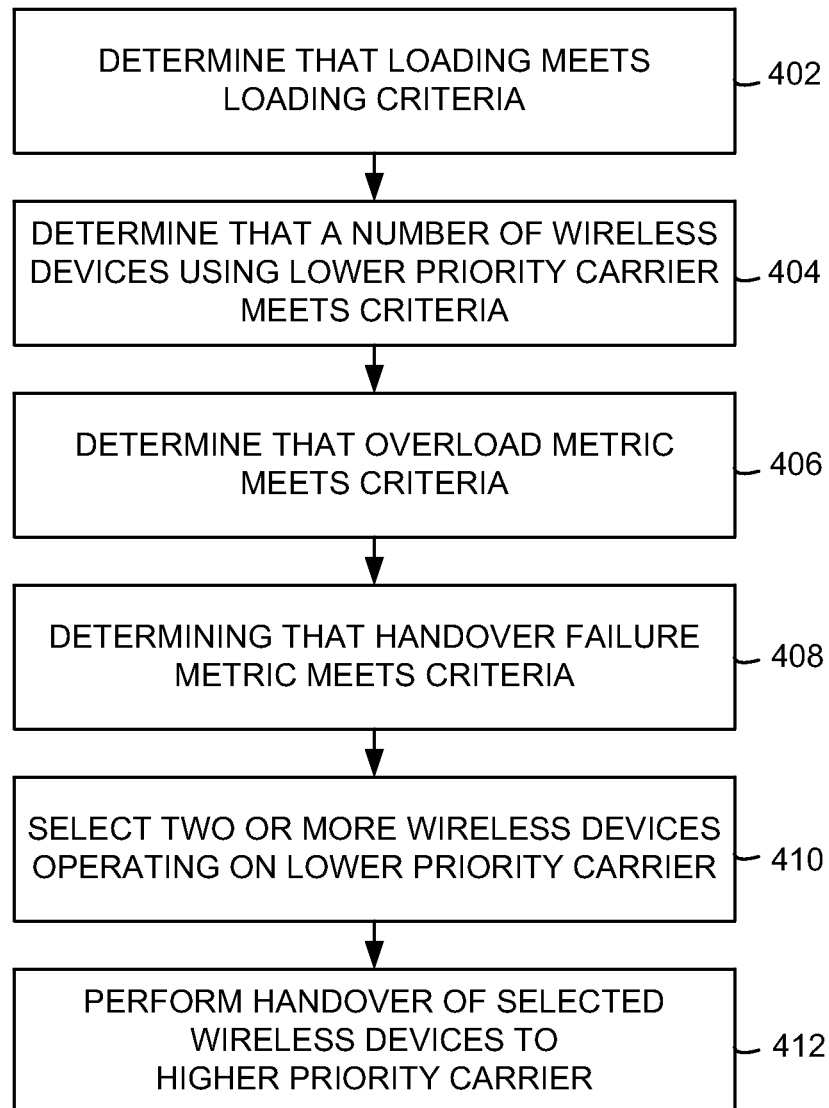 DETERMINE THAT LOADING MEETS
LOADING CRITERIA
402
DETERMINE THAT A NUMBER OF WIRELESS
DEVICES USING LOWER PRIORITY CARRIER
MEETS CRITERIA
404
DETERMINE THAT OVERLOAD METRIC
MEETS CRITERIA
406
DETERMINING THAT HANDOVER FAILURE
METRIC MEETS CRITERIA
408
SELECT TWO OR MORE WIRELESS DEVICES
OPERATING ON LOWER PRIORITY CARRIER
410
PERFORM HANDOVER OF SELECTED
WIRELESS DEVICES TO
HIGHER PRIORITY CARRIER
412